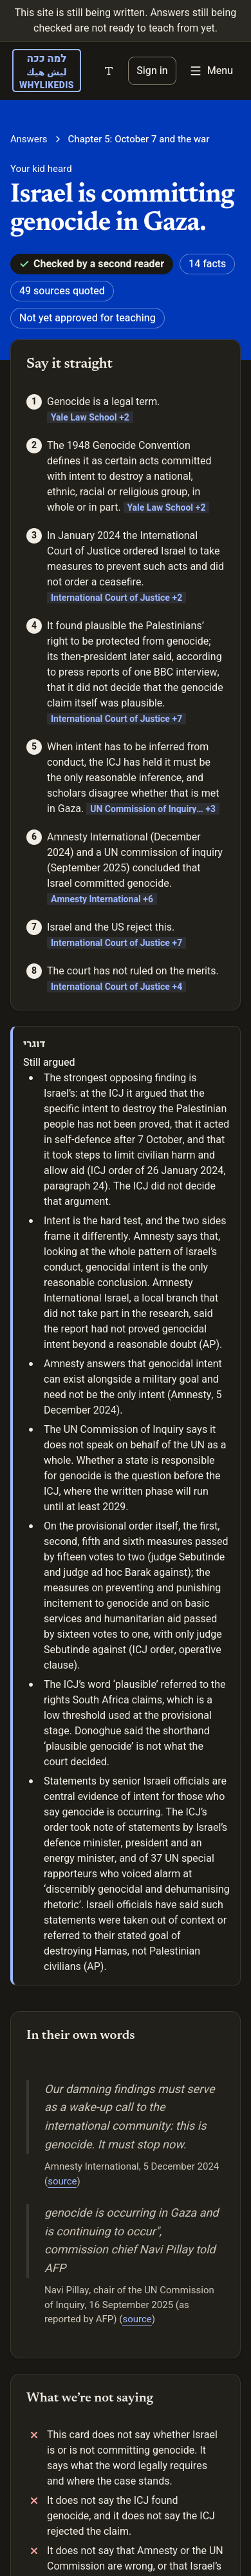 This site is still being written. Answers still being
checked are not ready to teach from yet.
למה ככה
ليش هيك
WHYLIKEDIS
T
Sign in
Menu
Answers
Chapter 5: October 7 and the war
Your kid heard
Israel is committing
genocide in Gaza.
Checked by a second reader
14 facts
49 sources quoted
Not yet approved for teaching
Say it straight
1 Genocide is a legal term.
Yale Law School +2
2 The 1948 Genocide Convention
defines it as certain acts committed
with intent to destroy a national,
ethnic, racial or religious group, in
whole or in part. Yale Law School +2
3 In January 2024 the International
Court of Justice ordered Israel to take
measures to prevent such acts and did
not order a ceasefire.
International Court of Justice +2
4 It found plausible the Palestinians’
right to be protected from genocide;
its then-president later said, according
to press reports of one BBC interview,
that it did not decide that the genocide
claim itself was plausible.
International Court of Justice +7
5 When intent has to be inferred from
conduct, the ICJ has held it must be
the only reasonable inference, and
scholars disagree whether that is met
in Gaza. UN Commission of Inquiry… +3
6 Amnesty International (December
2024) and a UN commission of inquiry
(September 2025) concluded that
Israel committed genocide.
Amnesty International +6
7 Israel and the US reject this.
International Court of Justice +7
8 The court has not ruled on the merits.
International Court of Justice +4
דוגרי
Still argued
• The strongest opposing finding is
Israel’s: at the ICJ it argued that the
specific intent to destroy the Palestinian
people has not been proved, that it acted
in self-defence after 7 October, and that
it took steps to limit civilian harm and
allow aid (ICJ order of 26 January 2024,
paragraph 24). The ICJ did not decide
that argument.
• Intent is the hard test, and the two sides
frame it differently. Amnesty says that,
looking at the whole pattern of Israel’s
conduct, genocidal intent is the only
reasonable conclusion. Amnesty
International Israel, a local branch that
did not take part in the research, said
the report had not proved genocidal
intent beyond a reasonable doubt (AP).
• Amnesty answers that genocidal intent
can exist alongside a military goal and
need not be the only intent (Amnesty, 5
December 2024).
• The UN Commission of Inquiry says it
does not speak on behalf of the UN as a
whole. Whether a state is responsible
for genocide is the question before the
ICJ, where the written phase will run
until at least 2029.
• On the provisional order itself, the first,
second, fifth and sixth measures passed
by fifteen votes to two (judge Sebutinde
and judge ad hoc Barak against); the
measures on preventing and punishing
incitement to genocide and on basic
services and humanitarian aid passed
by sixteen votes to one, with only judge
Sebutinde against (ICJ order, operative
clause).
• The ICJ’s word ‘plausible’ referred to the
rights South Africa claims, which is a
low threshold used at the provisional
stage. Donoghue said the shorthand
‘plausible genocide’ is not what the
court decided.
• Statements by senior Israeli officials are
central evidence of intent for those who
say genocide is occurring. The ICJ’s
order took note of statements by Israel’s
defence minister, president and an
energy minister, and of 37 UN special
rapporteurs who voiced alarm at
‘discernibly genocidal and dehumanising
rhetoric’. Israeli officials have said such
statements were taken out of context or
referred to their stated goal of
destroying Hamas, not Palestinian
civilians (AP).
In their own words
Our damning findings must serve
as a wake-up call to the
international community: this is
genocide. It must stop now.
Amnesty International, 5 December 2024
(source)
genocide is occurring in Gaza and
is continuing to occur",
commission chief Navi Pillay told
AFP
Navi Pillay, chair of the UN Commission
of Inquiry, 16 September 2025 (as
reported by AFP) (source)
What we’re not saying
This card does not say whether Israel
is or is not committing genocide. It
says what the word legally requires
and where the case stands.
It does not say the ICJ found
genocide, and it does not say the ICJ
rejected the claim.
It does not say that Amnesty or the UN
Commission are wrong, or that Israel’s